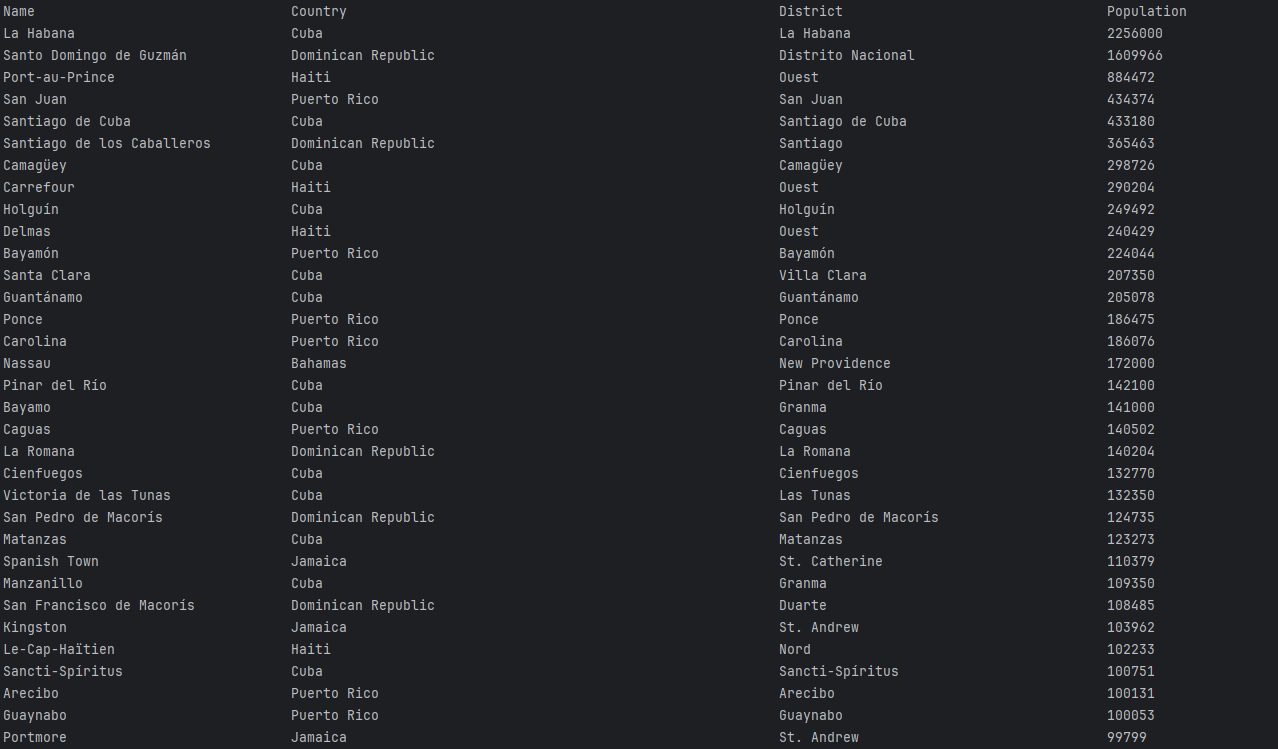 Name Country District Population
La Habana Cuba La Habana 2256000
Santo Domingo de Guzmán Dominican Republic Distrito Nacional 1609966
Port-au-Prince Haiti Ouest 884472
San Juan Puerto Rico San Juan 434374
Santiago de Cuba Cuba Santiago de Cuba 433180
Santiago de los Caballeros Dominican Republic Santiago 365463
Camagüey Cuba Camagüey 298726
Carrefour Haiti Ouest 290204
Holguín Cuba Holguín 249492
Delmas Haiti Ouest 240429
Bayamón Puerto Rico Bayamón 224044
Santa Clara Cuba Villa Clara 207350
Guantánamo Cuba Guantánamo 205078
Ponce Puerto Rico Ponce 186475
Carolina Puerto Rico Carolina 186076
Nassau Bahamas New Providence 172000
Pinar del Río Cuba Pinar del Río 142100
Bayamo Cuba Granma 141000
Caguas Puerto Rico Caguas 140502
La Romana Dominican Republic La Romana 140204
Cienfuegos Cuba Cienfuegos 132770
Victoria de las Tunas Cuba Las Tunas 132350
San Pedro de Macorís Dominican Republic San Pedro de Macorís 124735
Matanzas Cuba Matanzas 123273
Spanish Town Jamaica St. Catherine 110379
Manzanillo Cuba Granma 109350
San Francisco de Macorís Dominican Republic Duarte 108485
Kingston Jamaica St. Andrew 103962
Le-Cap-Haïtien Haiti Nord 102233
Sancti-Spíritus Cuba Sancti-Spíritus 100751
Arecibo Puerto Rico Arecibo 100131
Guaynabo Puerto Rico Guaynabo 100053
Portmore Jamaica St. Andrew 99799